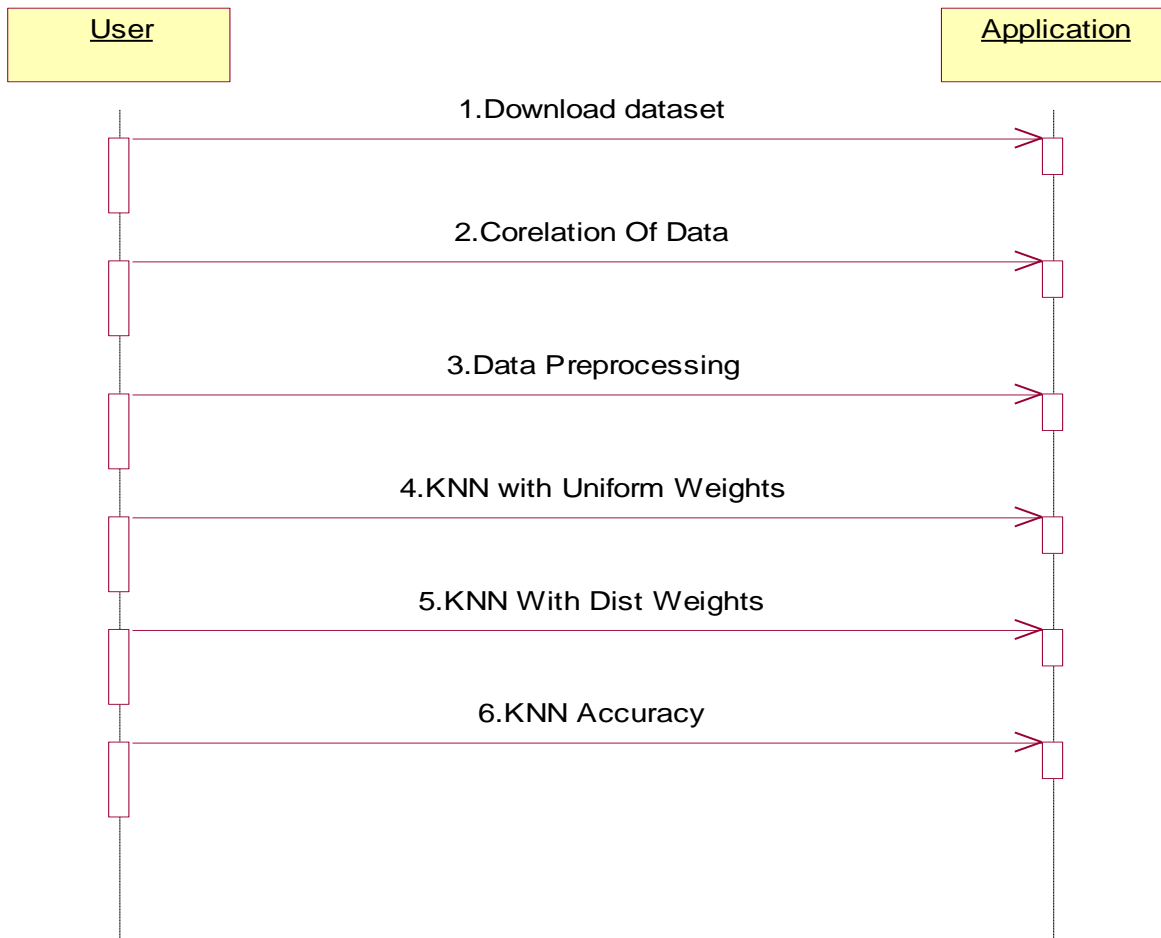 User
Application
1.Download dataset
2.Corelation Of Data
3.Data Preprocessing
4.KNN with Uniform Weights
5.KNN With Dist Weights
6.KNN Accuracy